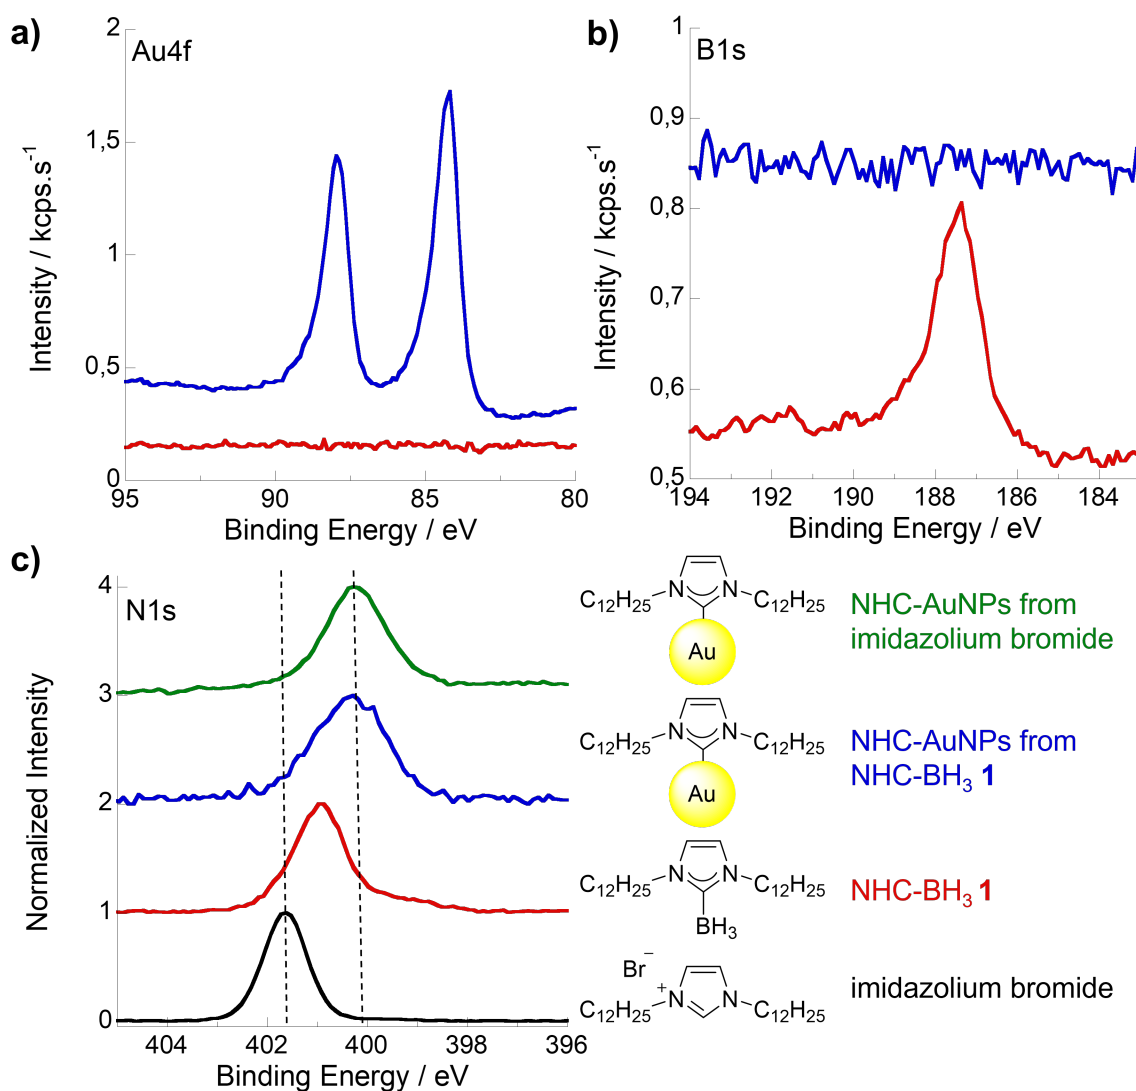 a)
Au4f
2
1.5
1
0.5
0
95
90
85
80
Intensity / kcps.s⁻¹
Binding Energy / eV
b)
B1s
1
0,9
0,8
0,7
0,6
0,5
194
192
190
188
186
184
Intensity / kcps.s⁻¹
Binding Energy / eV
c)
N1s
4
3
2
1
0
404
402
400
398
396
Normalized Intensity
Binding Energy / eV
N N
C₁₂H₂₅ C₁₂H₂₅
Au
NHC-AuNPs from
imidazolium bromide
N N
C₁₂H₂₅ C₁₂H₂₅
Au
NHC-AuNPs from
NHC-BH₃ 1
N N
C₁₂H₂₅ C₁₂H₂₅
BH₃
NHC-BH₃ 1
Br⁻
+
N N
C₁₂H₂₅ C₁₂H₂₅
imidazolium bromide